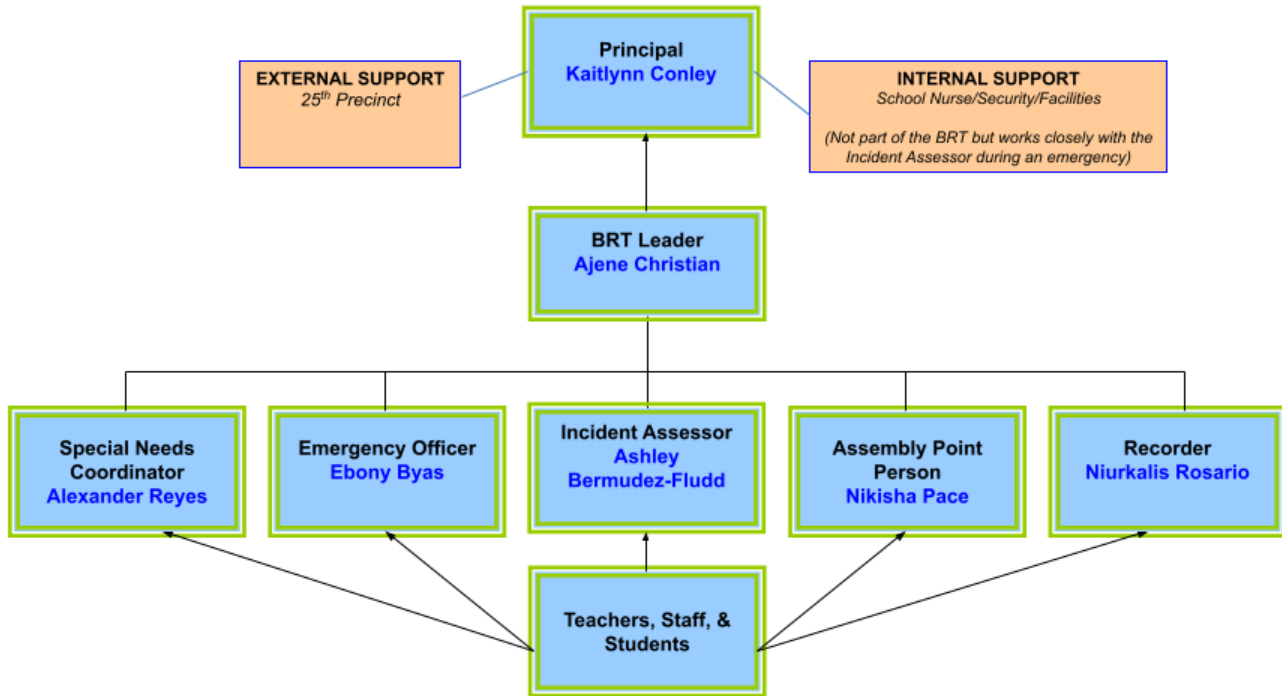 Principal
Kaitlynn Conley
EXTERNAL SUPPORT
25th Precinct
INTERNAL SUPPORT
School Nurse/Security/Facilities
(Not part of the BRT but works closely with the
Incident Assessor during an emergency)
BRT Leader
Ajene Christian
Special Needs
Coordinator
Alexander Reyes
Emergency Officer
Ebony Byas
Incident Assessor
Ashley
Bermudez-Fludd
Assembly Point
Person
Nikisha Pace
Recorder
Niurkalis Rosario
Teachers, Staff, &
Students